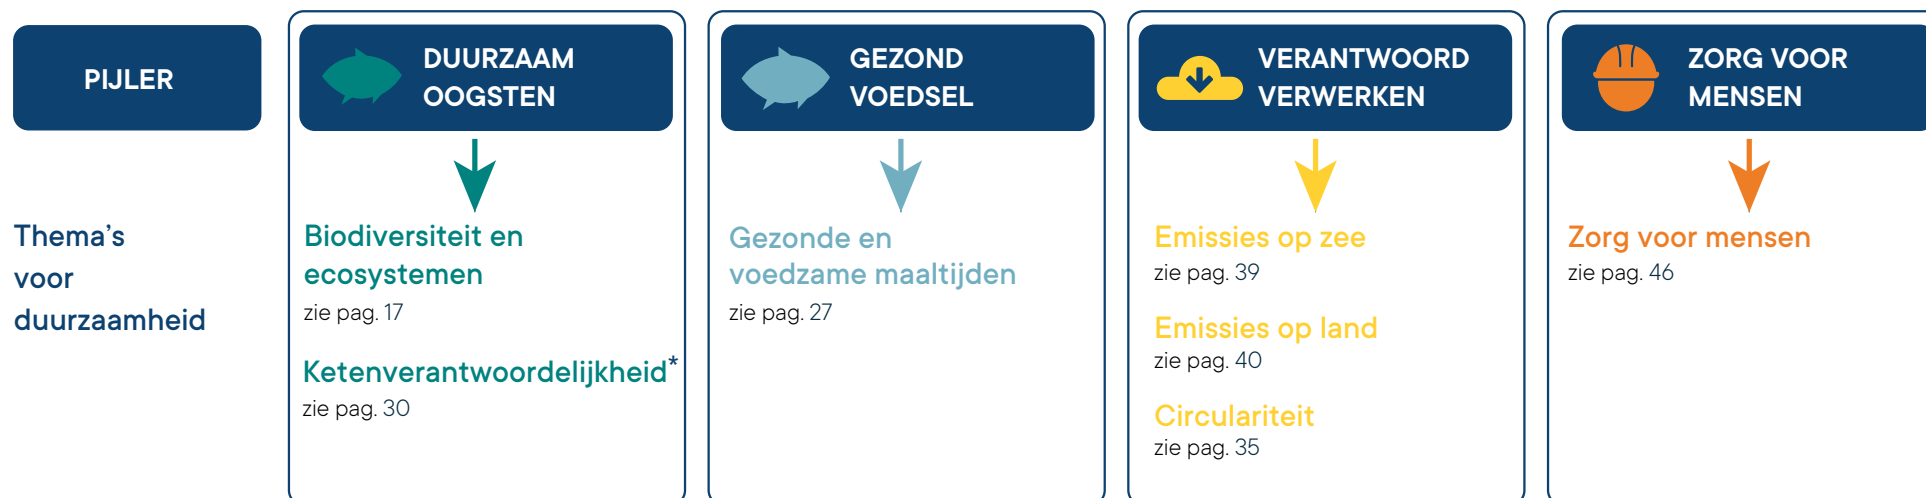 PIJLER
DUURZAAM
OOGSTEN
GEZOND
VOEDSEL
VERANTWOORD
VERWERKEN
ZORG VOOR
MENSEN
Thema's
voor
duurzaamheid
Biodiversiteit en
ecosystemen
zie pag. 17
Ketenverantwoordelijkheid*
zie pag. 30
Gezonde en
voedzame maaltijden
zie pag. 27
Emissies op zee
zie pag. 39
Emissies op land
zie pag. 40
Circulariteit
zie pag. 35
Zorg voor mensen
zie pag. 46